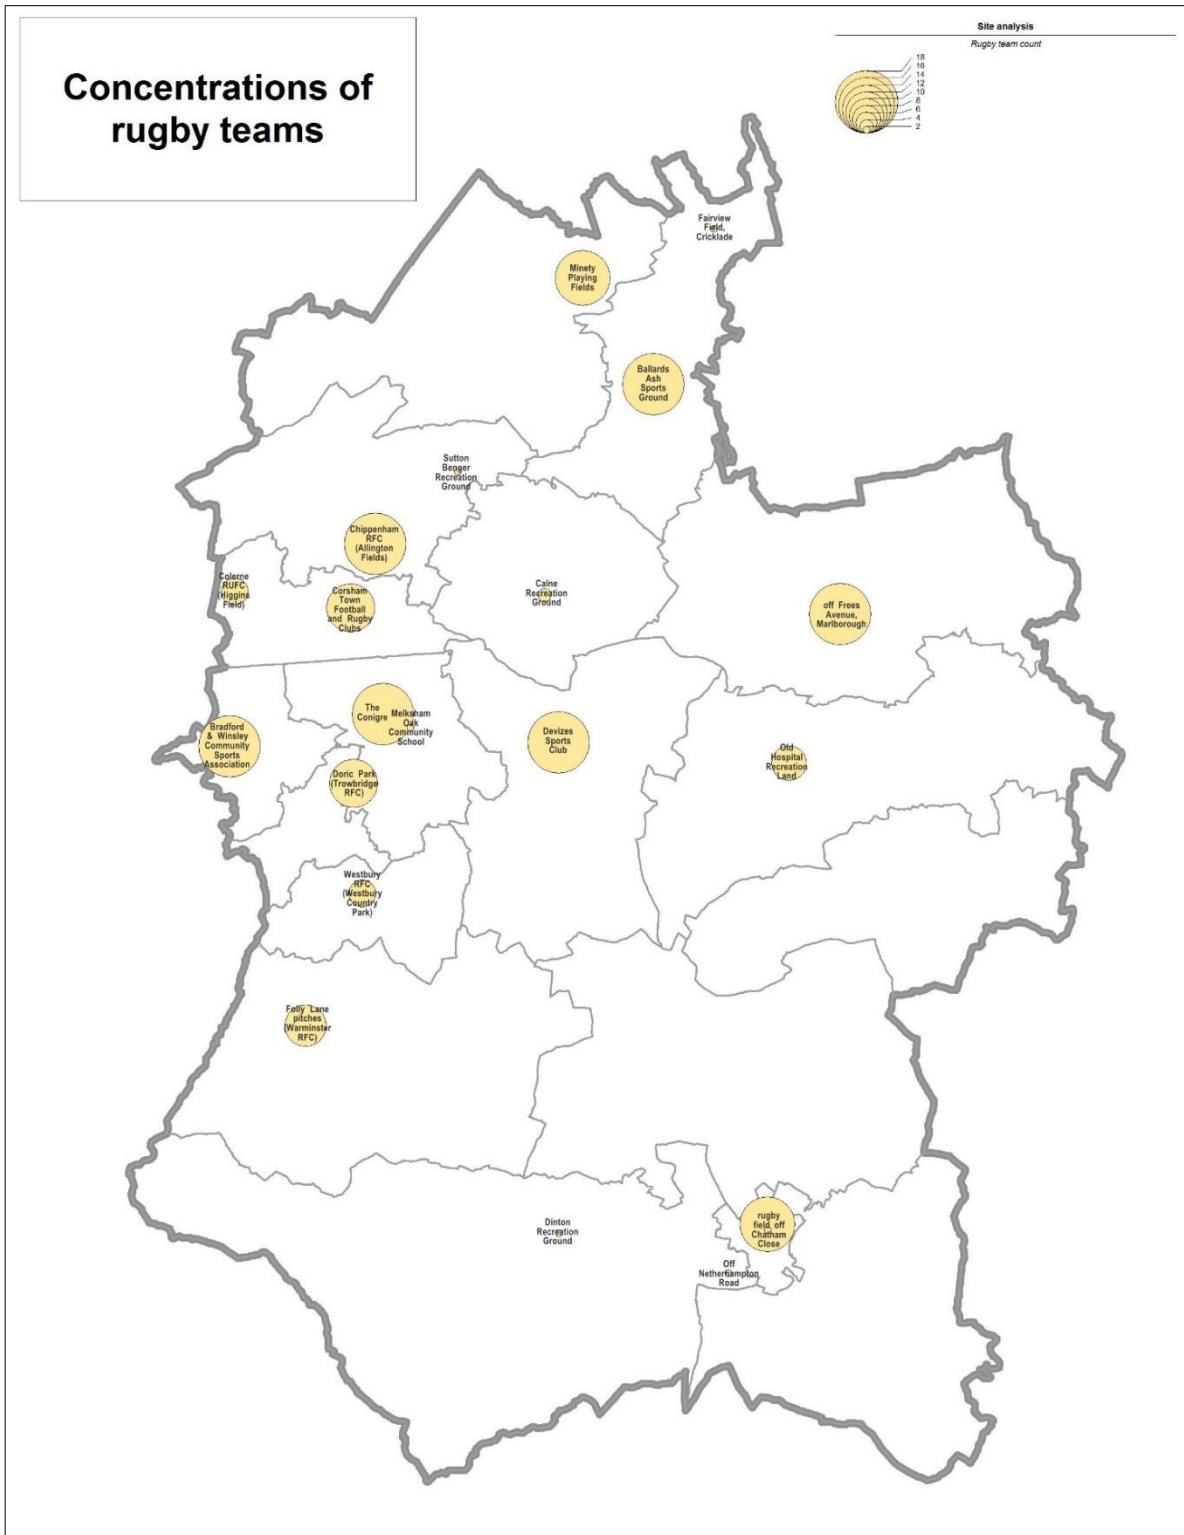 Concentrations of
rugby teams
Site analysis
Rugby team count
18
16
14
12
10
8
6
4
2
Fairview
Field,
Cricklade
Minety
Playing
Fields
Ballards
Ash
Sports
Ground
Sutton
Benger
Recreation
Ground
Chippenham
RFC
(Allington
Fields)
Colerne
RUFC
(Higgins
Field)
Corsham
Town
Football
and Rugby
Clubs
Calne
Recreation
Ground
off Frees
Avenue,
Marlborough
The
Conigre
Melksham
Oak
Community
School
Bradford
& Winsley
Community
Sports
Association
Devizes
Sports
Club
Old
Hospital
Recreation
Land
Doric Park
(Trowbridge
RFC)
Westbury
RFC
(Westbury
Country
Park)
Folly Lane
pitches
(Warminster
RFC)
rugby
field, off
Chatham
Close
Dinton
Recreation
Ground
Off
Netherhampton
Road